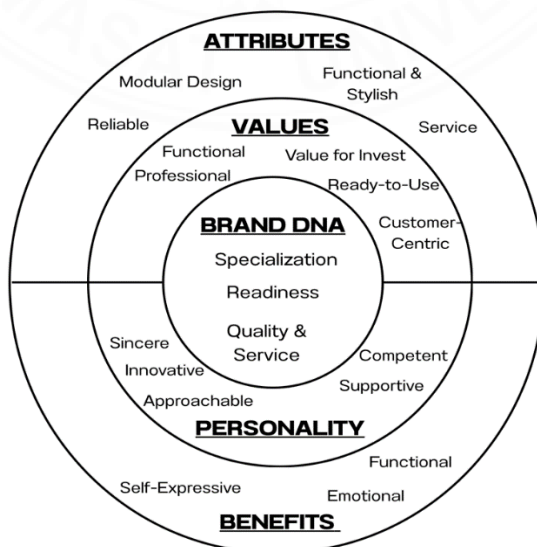 ATTRIBUTES
Modular Design
Functional &
Stylish
Reliable
Service
VALUES
Functional
Value for Invest
Professional
Ready-to-Use
Customer-
Centric
BRAND DNA
Specialization
Readiness
Quality &
Service
Sincere
Innovative
Approachable
Competent
Supportive
PERSONALITY
Functional
Self-Expressive
Emotional
BENEFITS